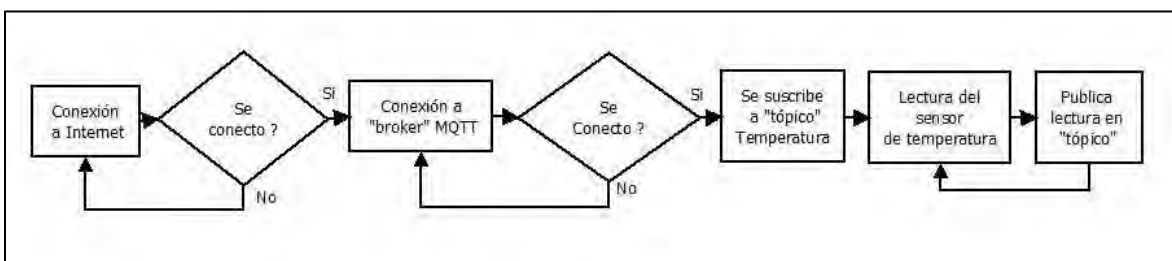 Conexión
a Internet
Se
conecto ?
Si
No
Conexión a
"broker" MQTT
Se
Conecto ?
Si
No
Se suscribe
a "tópico"
Temperatura
Lectura del
sensor
de temperatura
Publica
lectura en
"tópico"